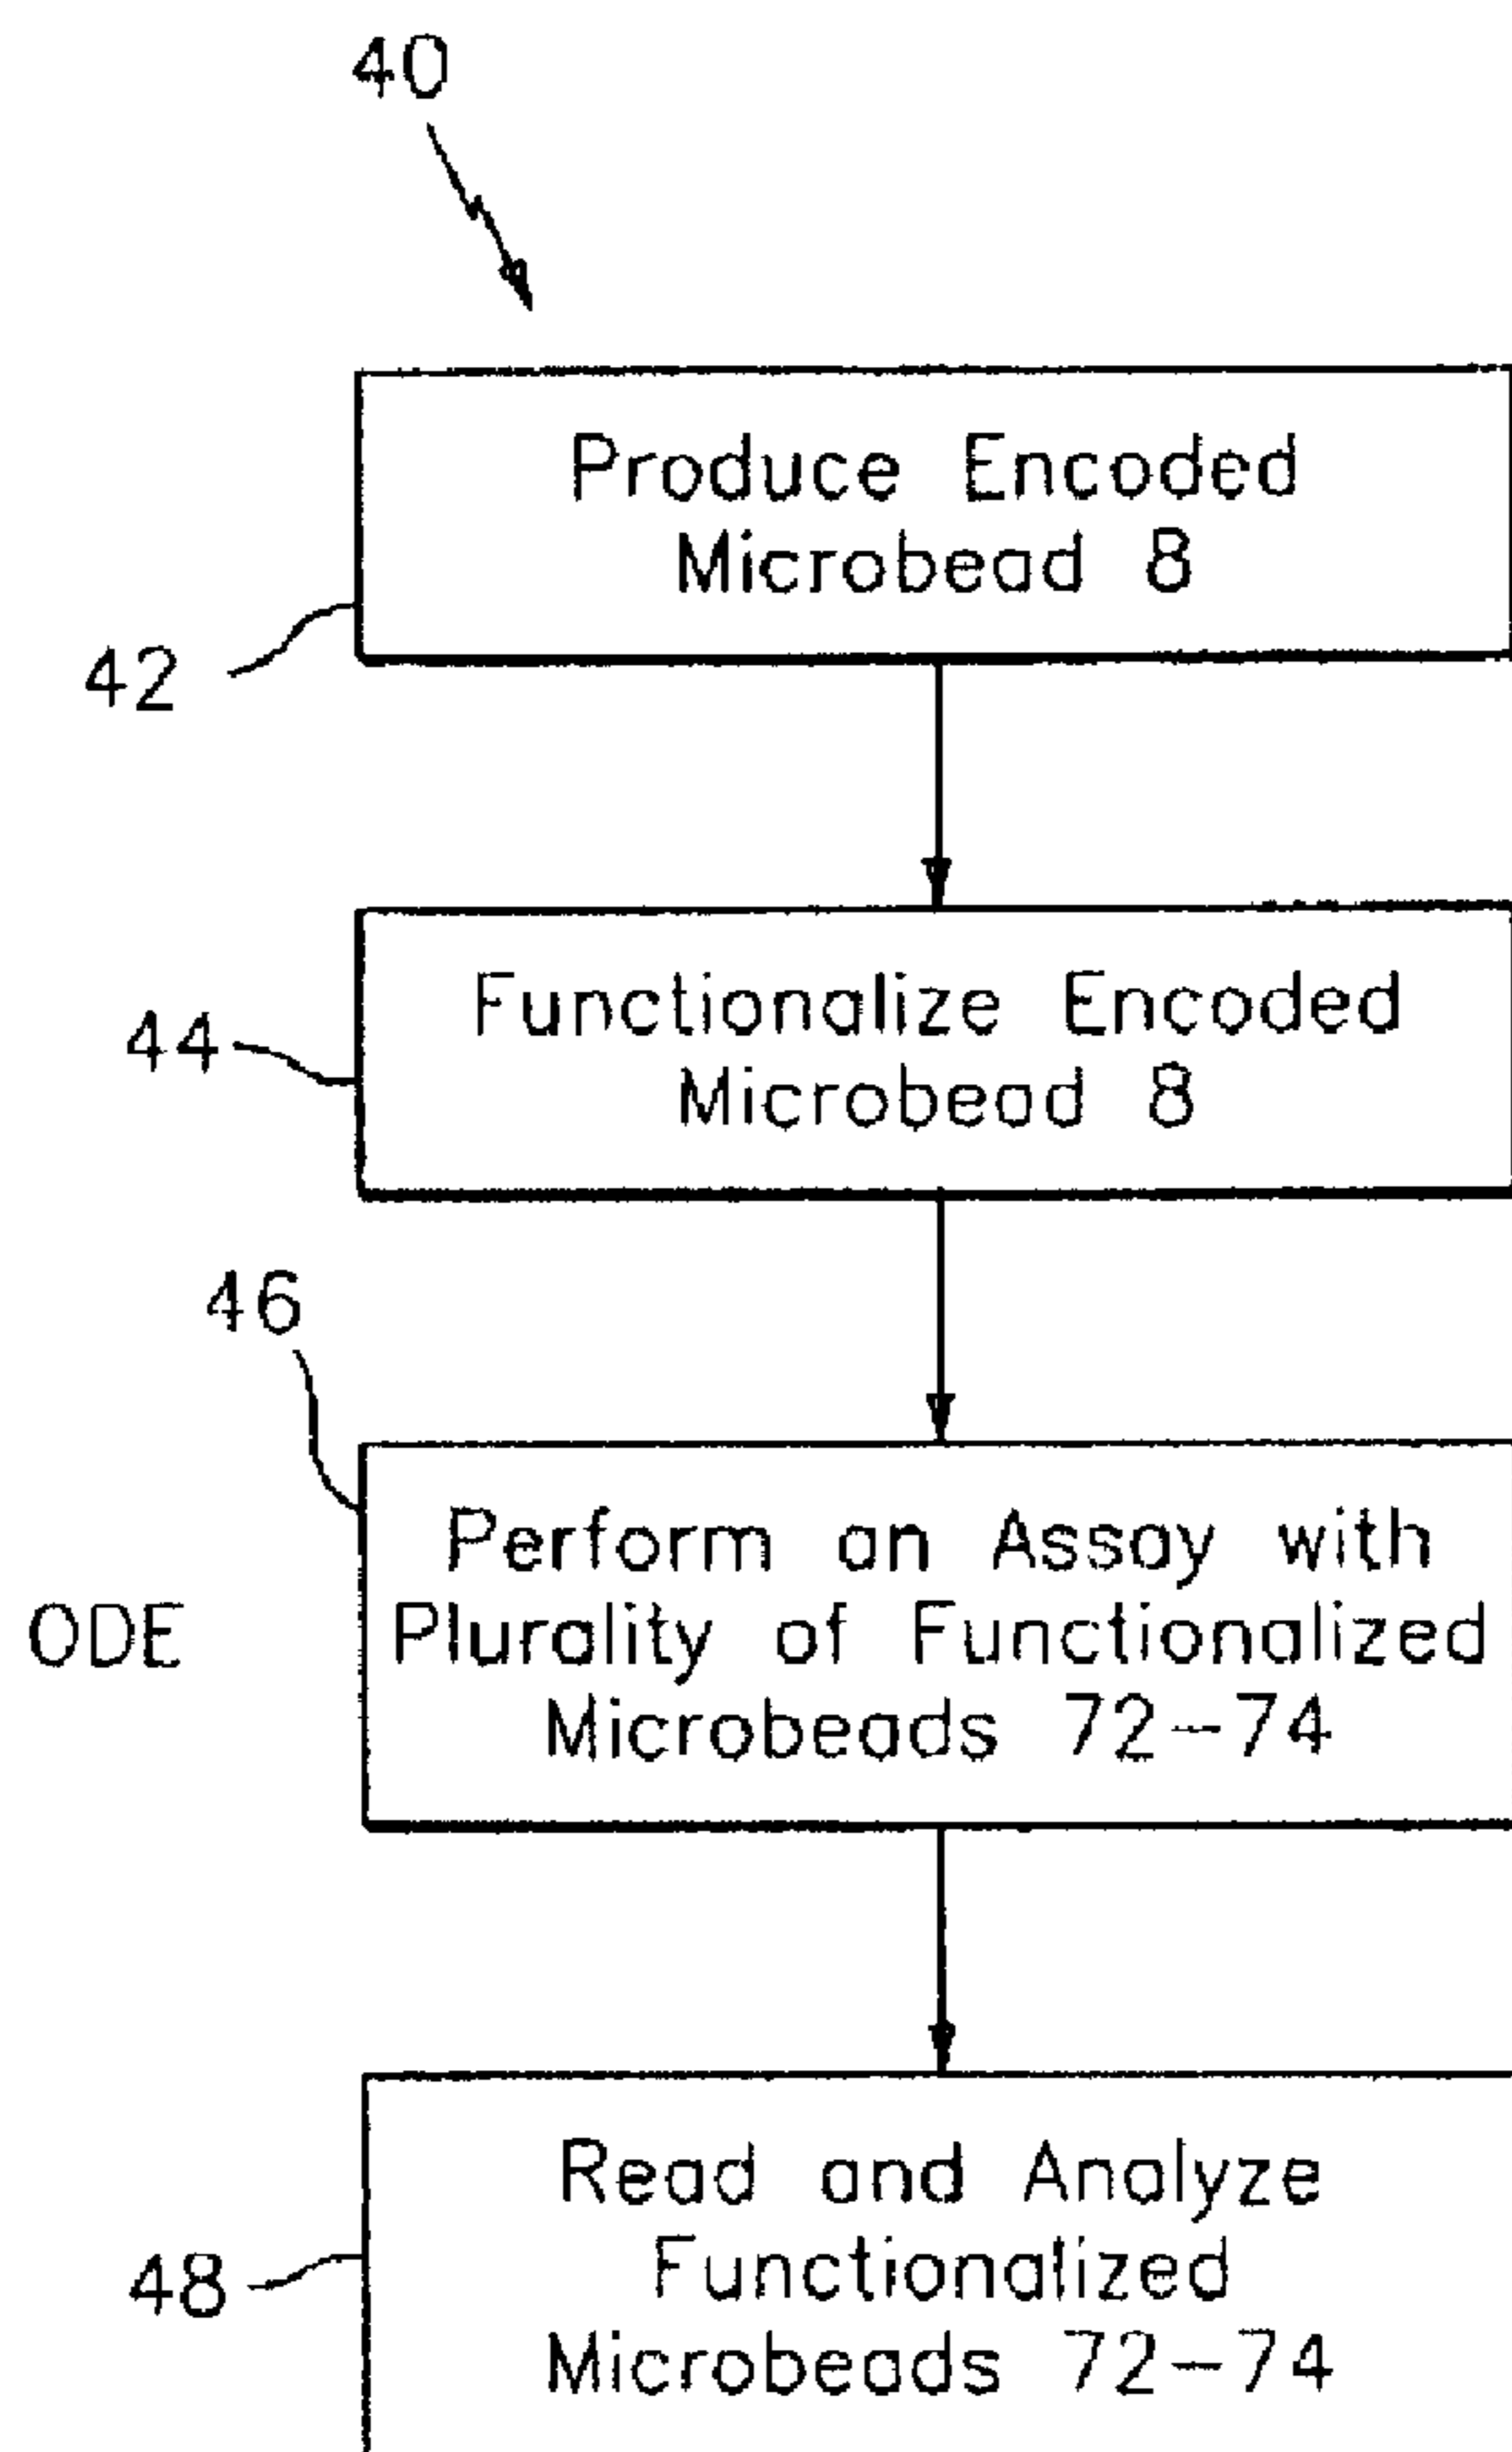 40
Produce Encoded
Microbead 8
42
Functionalize Encoded
Microbead 8
44
46
Perform an Assay with
Plurality of Functionalized
Microbeads 72-74
ODE
Read and Analyze
Functionalized
Microbeads 72-74
48